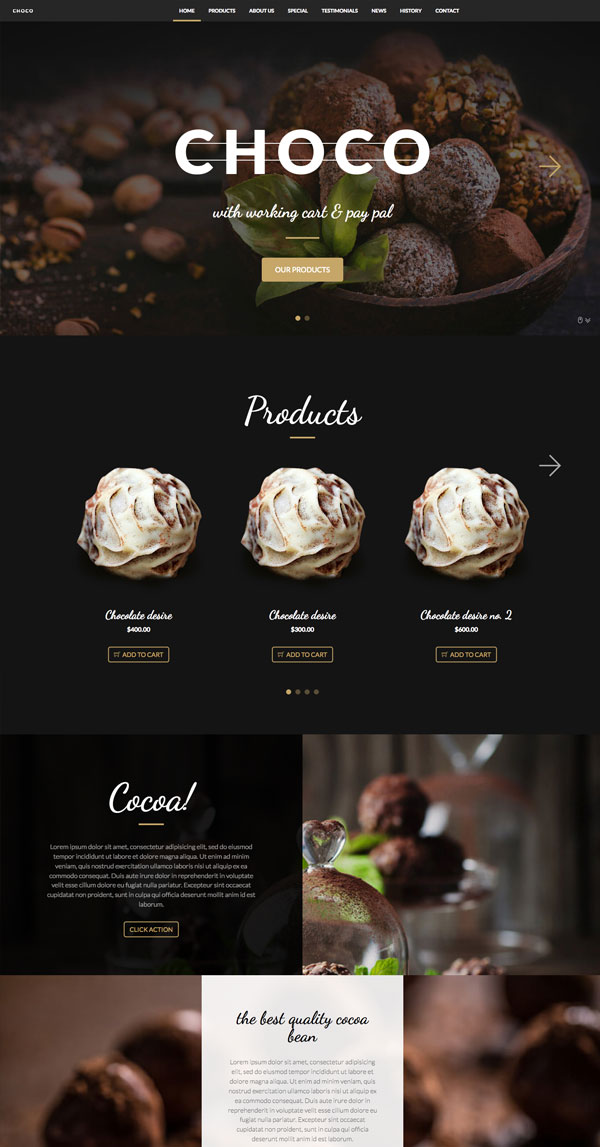 CHOCO
HOME PRODUCTS ABOUT US SPECIAL TESTIMONIALS NEWS HISTORY CONTACT
CHOCO
with working cart & pay pal
OUR PRODUCTS
Products
Chocolate desire
$400.00
ADD TO CART
Chocolate desire
$300.00
ADD TO CART
Chocolate desire no. 2
$600.00
ADD TO CART
Cocoa!
Lorem ipsum dolor sit amet, consectetur adipisicing elit, sed do eiusmod
tempor incididunt ut labore et dolore magna aliqua. Ut enim ad minim
veniam, quis nostrud exercitation ullamco laboris nisi ut aliquip ex ea
commodo consequat. Duis aute irure dolor in reprehenderit in voluptate
velit esse cillum dolore eu fugiat nulla pariatur. Excepteur sint occaecat
cupidatat non proident, sunt in culpa qui officia deserunt mollit anim id est
laborum.
CLICK ACTION
the best quality cocoa
bean
Lorem ipsum dolor sit amet, consectetur adipisicing
elit, sed do eiusmod tempor incididunt ut labore et
dolore magna aliqua. Ut enim ad minim veniam, quis
nostrud exercitation ullamco laboris nisi ut aliquip ex
ea commodo consequat. Duis aute irure dolor in
reprehenderit in voluptate velit esse cillum dolore eu
fugiat nulla pariatur. Excepteur sint occaecat
cupidatat non proident, sunt in culpa qui officia
deserunt mollit anim id est laborum.